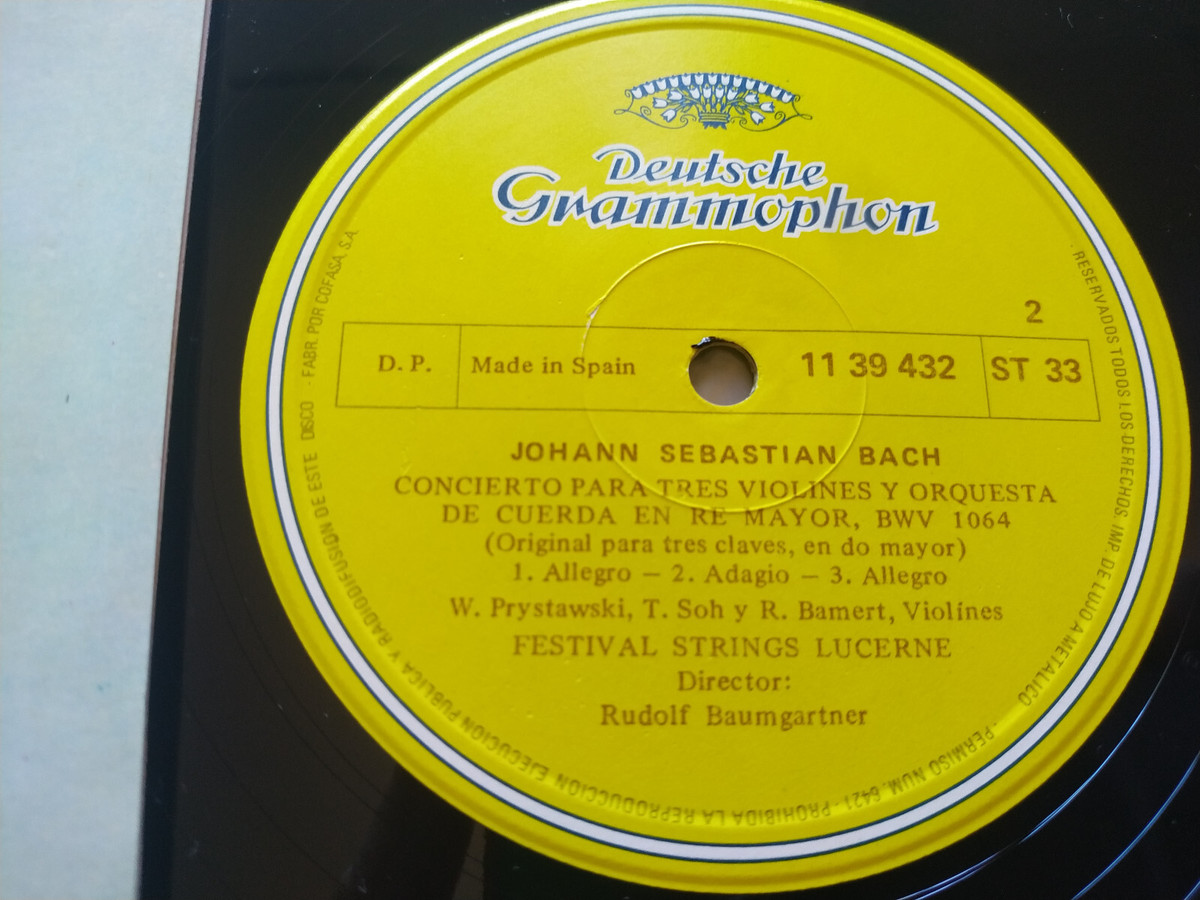 Deutsche
Grammophon
2
D. P.
Made in Spain
11 39 432
ST 33
JOHANN SEBASTIAN BACH
CONCIERTO PARA TRES VIOLINES Y ORQUESTA
DE CUERDA EN RE MAYOR, BWV 1064
(Original para tres claves, en do mayor)
1. Allegro – 2. Adagio – 3. Allegro
W. Prystawski, T. Soh y R. Bamert, Violines
FESTIVAL STRINGS LUCERNE
Director:
Rudolf Baumgartner
RESERVADOS TODOS LOS DERECHOS. IMP. DE LUJO A METALICO . PERMISO NUM. 6421 · PROHIBIDA LA REPRODUCCION EJECUCION PUBLICA Y RADIODIFUSION DE ESTE DISCO · FABR. POR COFASA, S.A.